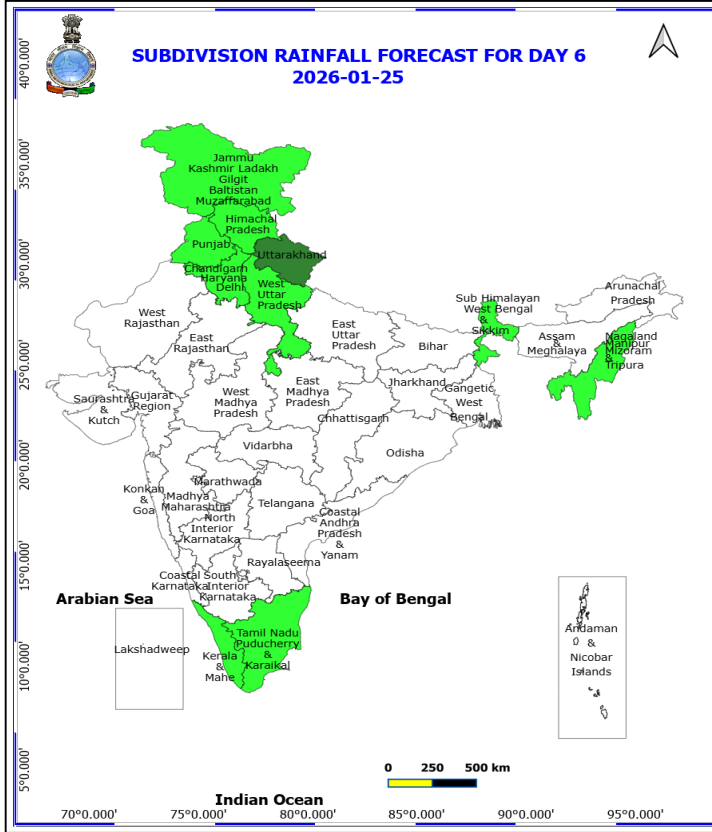 SUBDIVISION RAINFALL FORECAST FOR DAY 6
2026-01-25
40°0.000'
35°0.000'
30°0.000'
25°0.000'
20°0.000'
15°0.000'
10°0.000'
5°0.000'
Jammu
Kashmir Ladakh
Gilgit
Baltistan
Muzaffarabad
Himachal
Pradesh
Punjab
Uttarakhand
Chandigarh
Haryana
Delhi
West
Uttar
Pradesh
West
Rajasthan
East
Rajasthan
East
Uttar
Pradesh
Bihar
Sub Himalayan
West Bengal
&
Sikkim
Arunachal
Pradesh
Assam
&
Meghalaya
Nagaland
Manipur
Mizoram
&
Tripura
Saurashtra
&
Kutch
Gujarat
Region
West
Madhya
Pradesh
East
Madhya
Pradesh
Jharkhand
Gangetic
West
Bengal
Chhattisgarh
Vidarbha
Odisha
Konkan
&
Goa
Madhya
Maharashtra
Marathwada
Telangana
North
Interior
Karnataka
Coastal
Andhra
Pradesh
&
Yanam
Rayalaseema
Coastal
Karnataka
South
Interior
Karnataka
Arabian Sea
Bay of Bengal
Lakshadweep
Kerala
&
Mahe
Tamil Nadu
Puducherry
&
Karaikal
Andaman
&
Nicobar
Islands
0 250 500 km
Indian Ocean
70°0.000' 75°0.000' 80°0.000' 85°0.000' 90°0.000' 95°0.000'